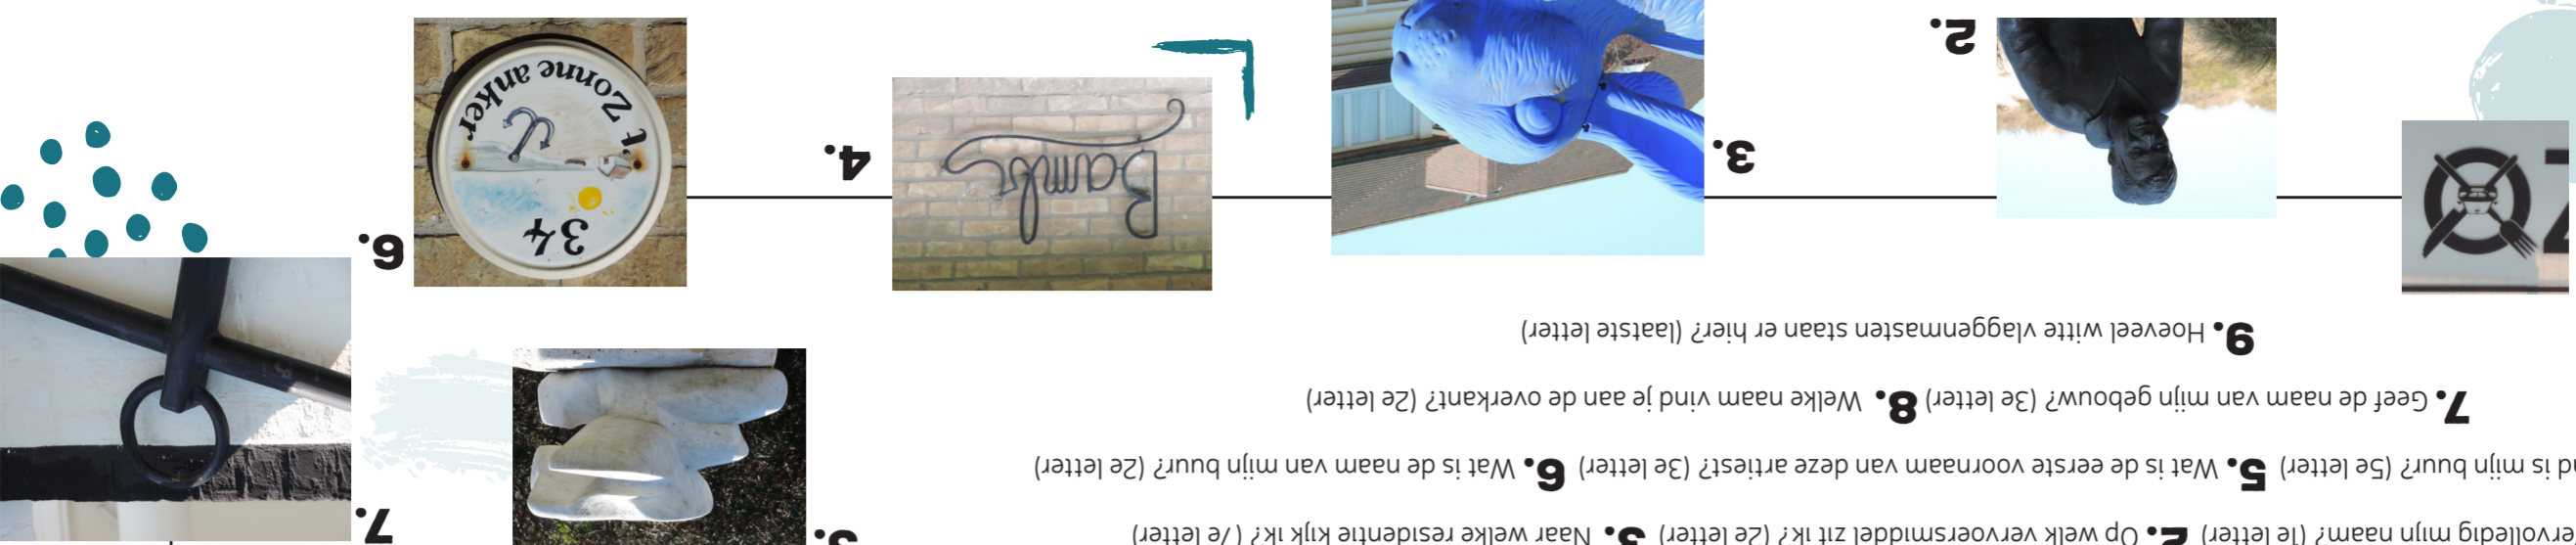 ervolledig mijn naam? (1e letter) 2. Op welk vervoersmiddel zit ik? (2e letter) 3. Naar welke residentie kijk ik? (7e letter)
is mijn buur? (5e letter) 5. Wat is de eerste voornaam van deze artiest? (3e letter) 6. Wat is de naam van mijn buur? (2e letter)
7. Geef de naam van mijn gebouw? (3e letter) 8. Welke naam vind je aan de overkant? (2e letter)
9. Hoeveel witte vlaggenmasten staan er hier? (laatste letter)
5.
7.
2.
3.
Bambi
4.
34
't Zonne anker
6.